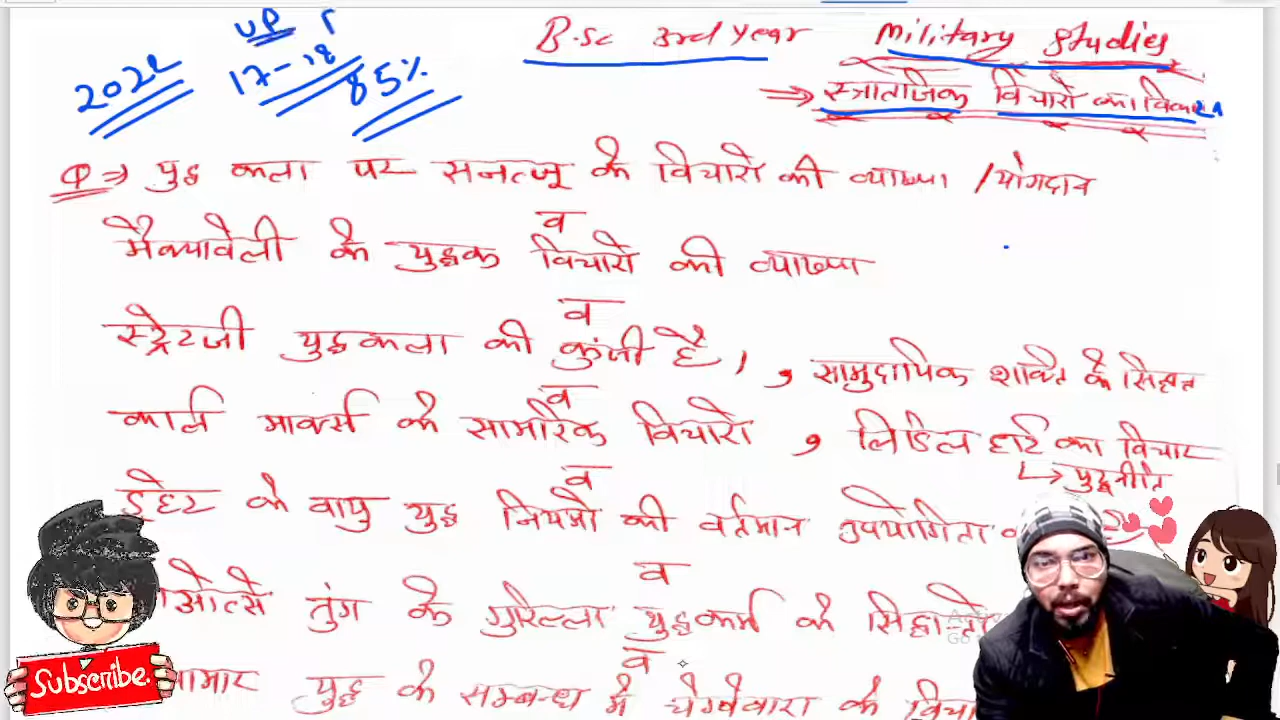 2022 UP 17-18 85%
B.sc 3rd year Military Studies
⇒ स्त्रातजिक विचारो का विकास
Q ⇒ युद्ध कला पर सनत्जू के विचारो की व्याख्या / योगदान
व
मैक्यावेली के युद्धक विचारो की व्याख्या
व
स्ट्रेटजी युद्धकला की कुंजी है। , सामुदायिक शक्ति के सिद्धान्त
व
कार्ल मार्क्स के सामरिक विचारो , लिडिल हार्ट का विचार
↳ युद्धनीति
व
डूहेट के वायु युद्ध नियमो की वर्तमान उपयोगिता
व
ओत्से तुंग के गुरिल्ला युद्धकर्म के सिद्धान्तो
व
युद्ध के सम्बन्ध मे चेग्वेवारा के
SUBSCRIBE.